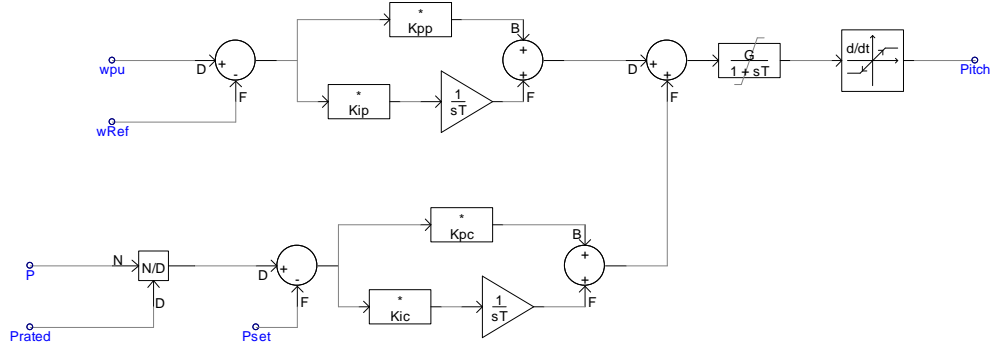 *
Kpp
B
+
d/dt
G
1 + sT
wpu
D
+
-
+
+
D
+
+
Pitch
F
*
Kip
1
sT
F
F
wRef
*
Kpc
B
P
N
N/D
D
+
-
+
+
D
F
*
Kic
1
sT
F
Prated
Pset